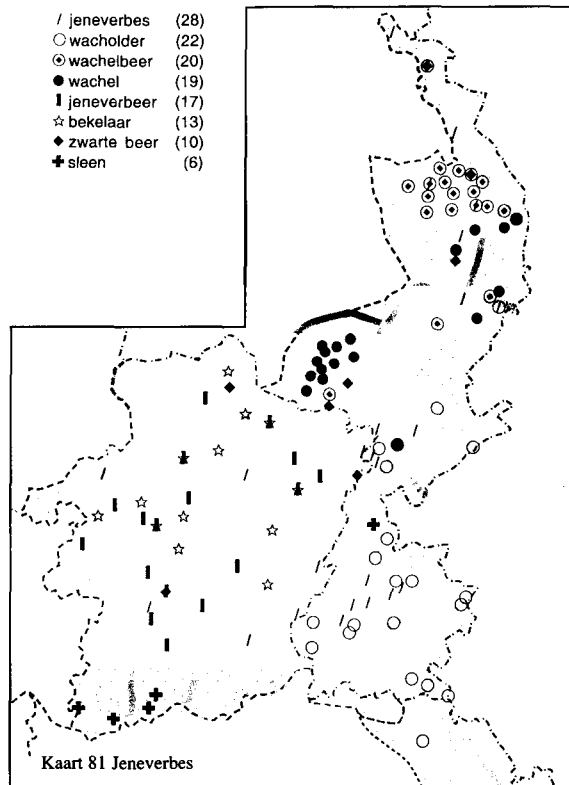 jeneverbes (28)
wacholder (22)
wachelbeer (20)
wachel (19)
jeneverbeer (17)
bekelaar (13)
zwarte beer (10)
sleen (6)
Kaart 81 Jeneverbes